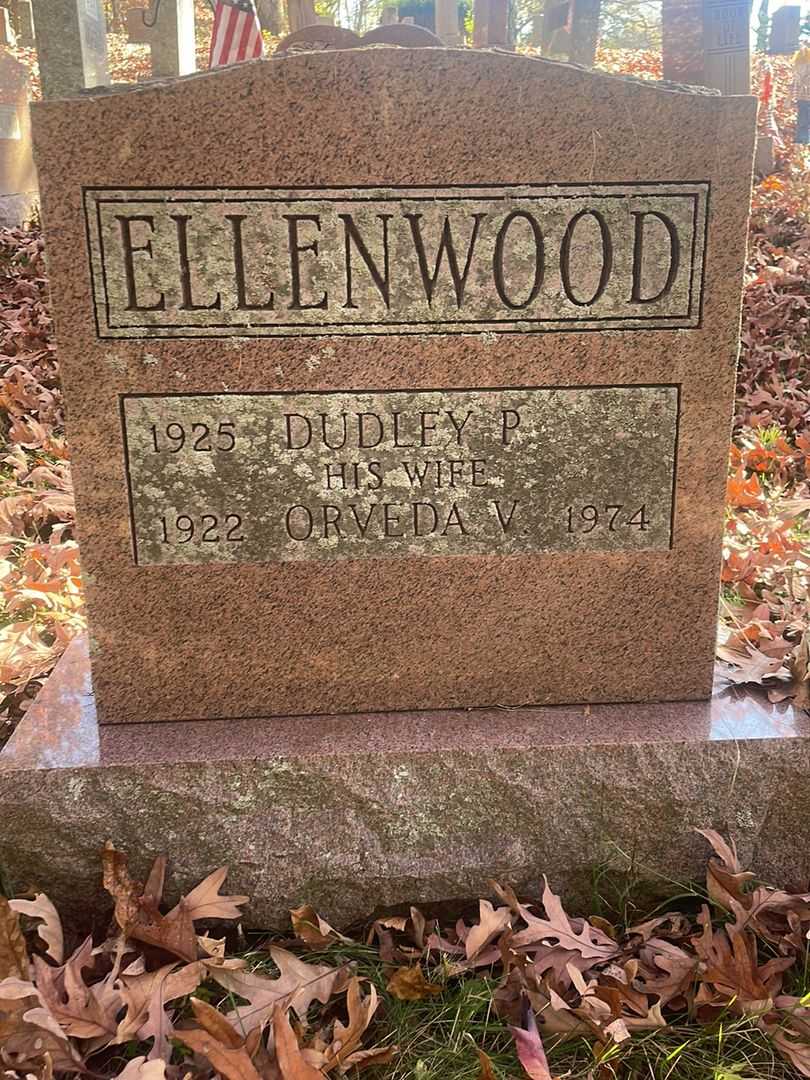 ELLENWOOD
1925 DUDLEY P.
HIS WIFE
1922 ORVEDA V. 1974